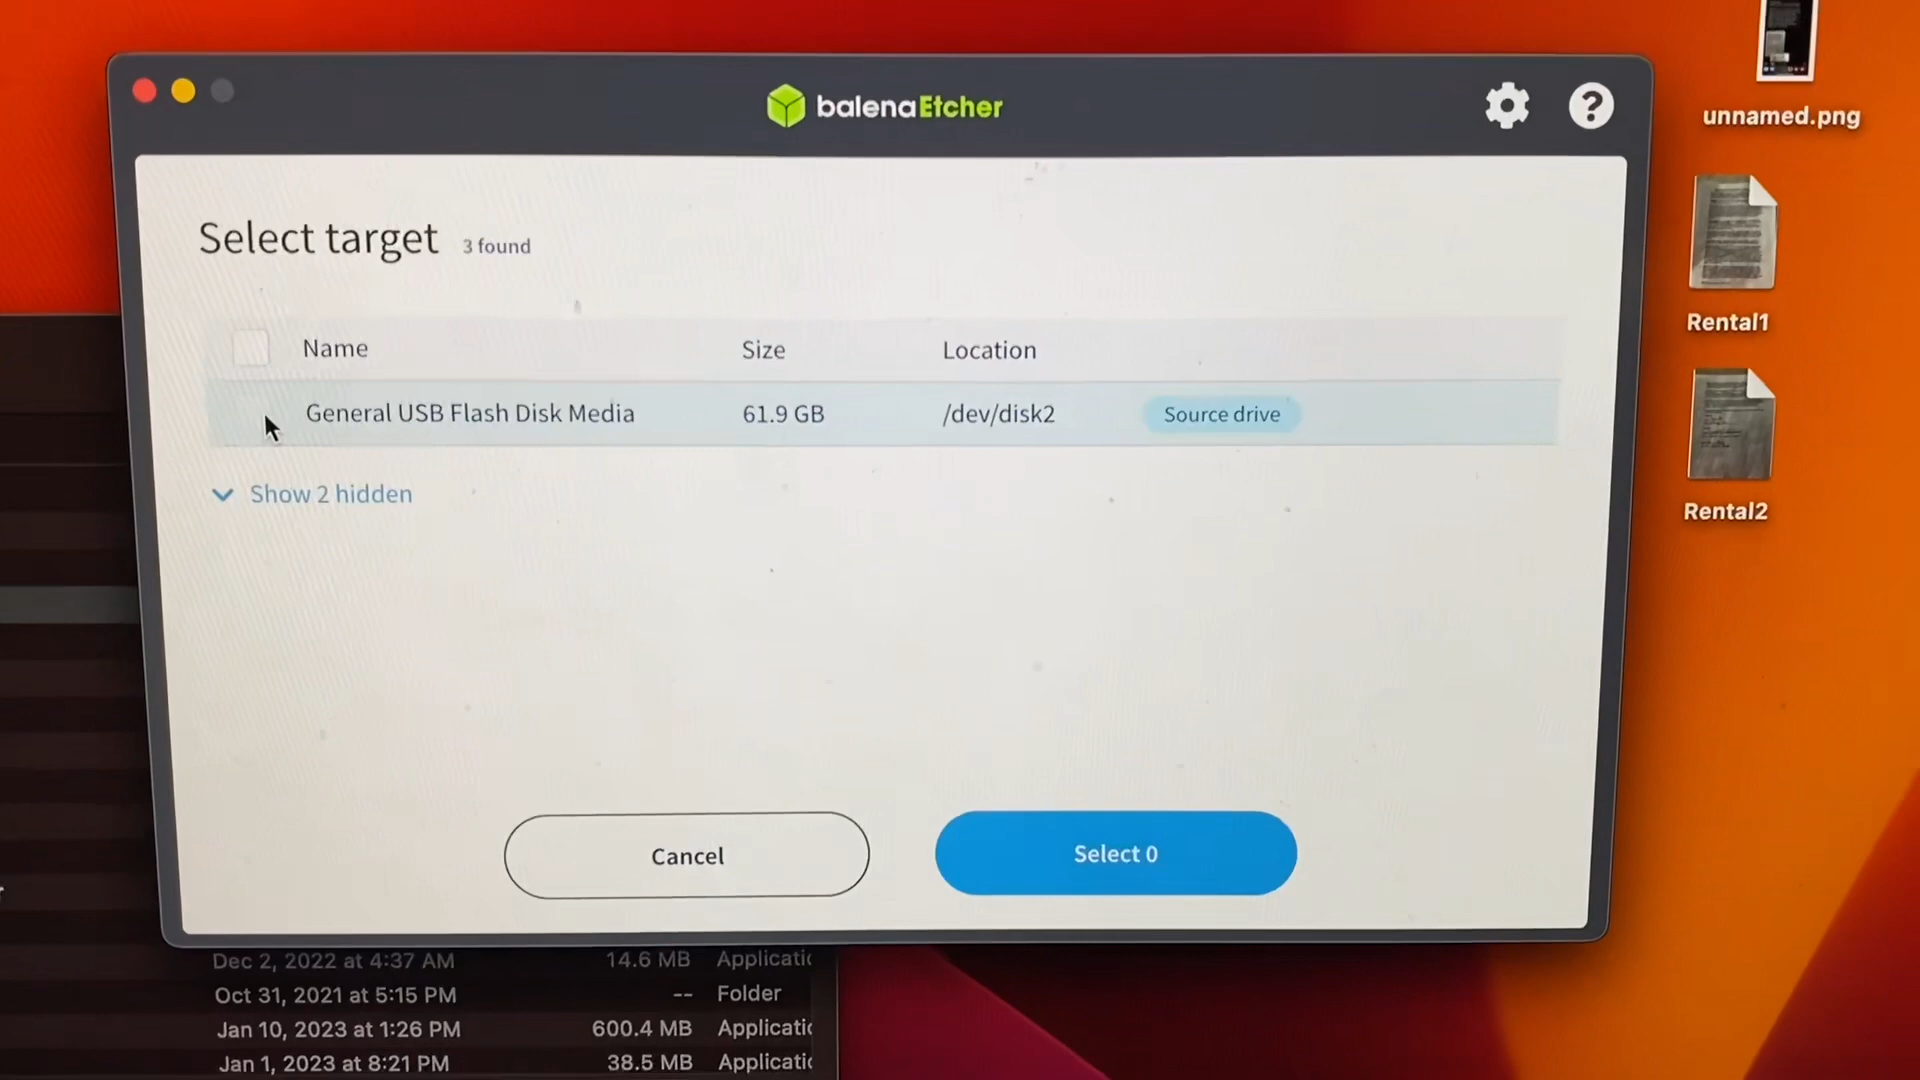 balenaEtcher
unnamed.png
Select target 3 found
Rental1
Name Size Location
General USB Flash Disk Media 61.9 GB /dev/disk2 Source drive
Show 2 hidden
Rental2
Cancel Select 0
Dec 2, 2022 at 4:37 AM 14.6 MB Applicatic
Oct 31, 2021 at 5:15 PM -- Folder
Jan 10, 2023 at 1:26 PM 600.4 MB Applicatic
Jan 1, 2023 at 8:21 PM 38.5 MB Applicatic